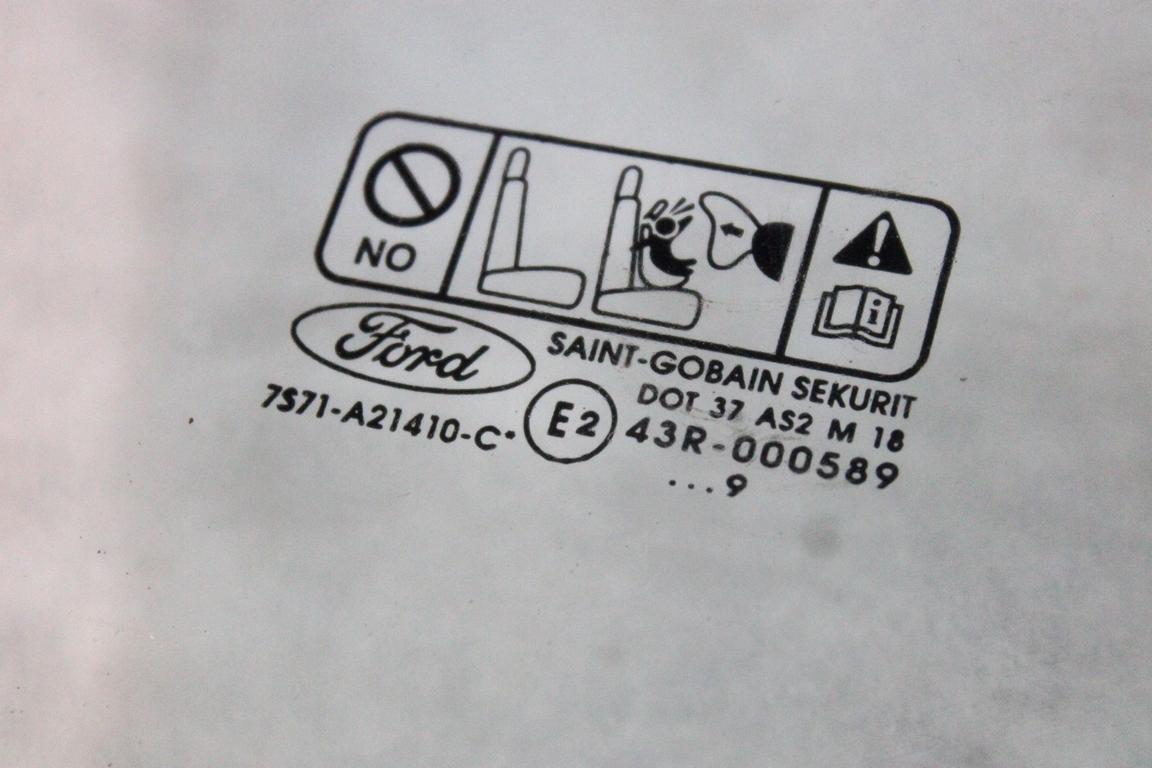 NO
i
Ford
SAINT-GOBAIN SEKURIT
DOT 37 AS2 M 18
7S71-A21410-C•
E2
43R-000589
...9